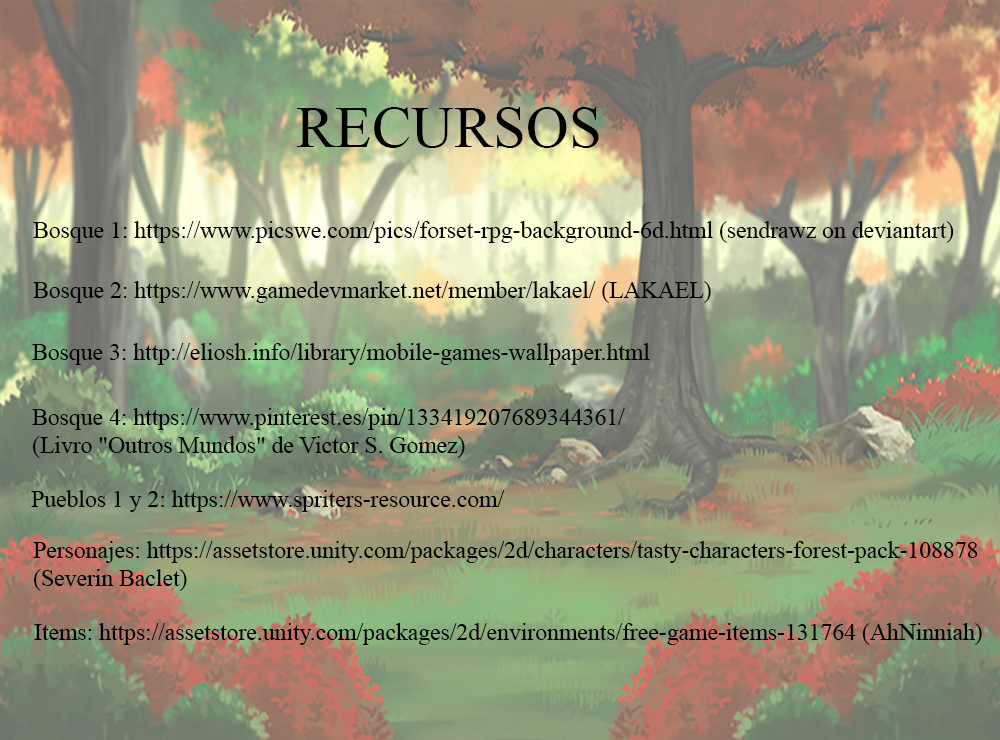 RECURSOS
Bosque 1: https://www.picswe.com/pics/forset-rpg-background-6d.html (sendrawz on deviantart)
Bosque 2: https://www.gamedevmarket.net/member/lakael/ (LAKAEL)
Bosque 3: http://eliosh.info/library/mobile-games-wallpaper.html
Bosque 4: https://www.pinterest.es/pin/133419207689344361/
(Livro "Outros Mundos" de Victor S. Gomez)
Pueblos 1 y 2: https://www.spriters-resource.com/
Personajes: https://assetstore.unity.com/packages/2d/characters/tasty-characters-forest-pack-108878
(Severin Baclet)
Items: https://assetstore.unity.com/packages/2d/environments/free-game-items-131764 (AhNinniah)